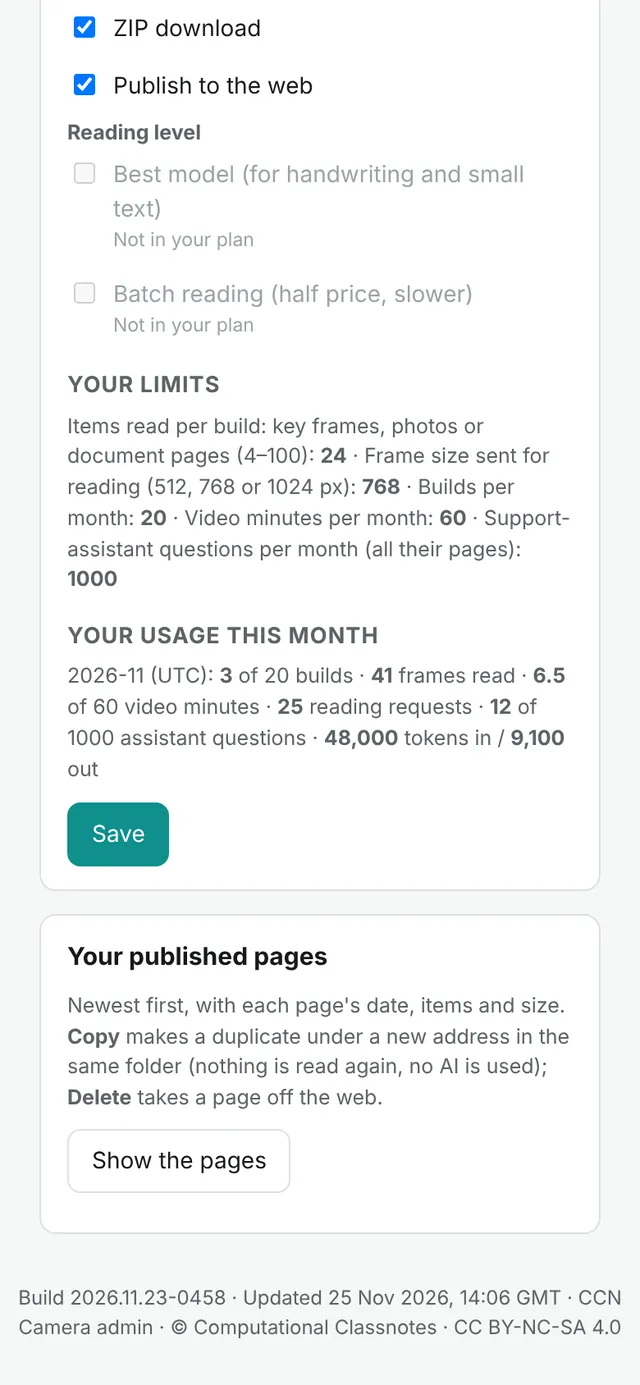 ZIP download
Publish to the web
Reading level
Best model (for handwriting and small
text)
Not in your plan
Batch reading (half price, slower)
Not in your plan
YOUR LIMITS
Items read per build: key frames, photos or
document pages (4–100): 24 · Frame size sent for
reading (512, 768 or 1024 px): 768 · Builds per
month: 20 · Video minutes per month: 60 · Support-
assistant questions per month (all their pages):
1000
YOUR USAGE THIS MONTH
2026-11 (UTC): 3 of 20 builds · 41 frames read · 6.5
of 60 video minutes · 25 reading requests · 12 of
1000 assistant questions · 48,000 tokens in / 9,100
out
Save
Your published pages
Newest first, with each page's date, items and size.
Copy makes a duplicate under a new address in the
same folder (nothing is read again, no AI is used);
Delete takes a page off the web.
Show the pages
Build 2026.11.23-0458 · Updated 25 Nov 2026, 14:06 GMT · CCN
Camera admin · © Computational Classnotes · CC BY-NC-SA 4.0